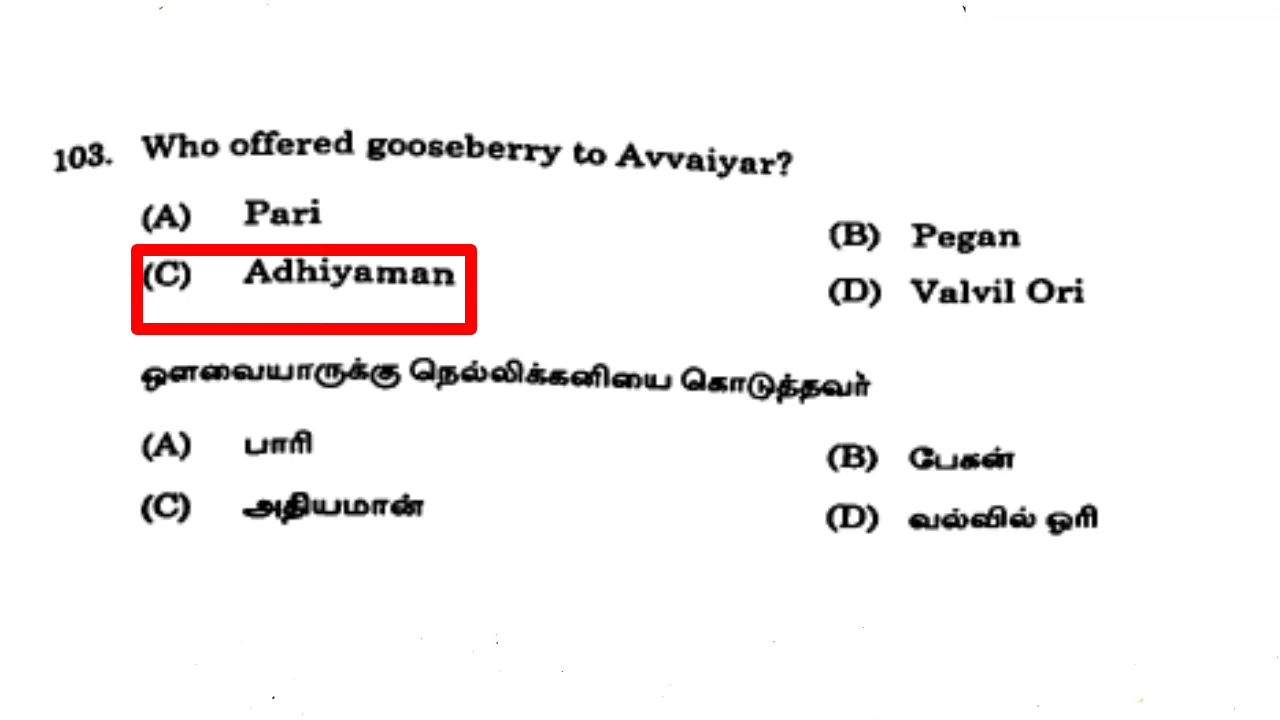 103. Who offered gooseberry to Avvaiyar?
(A) Pari (B) Pegan
(C) Adhiyaman (D) Valvil Ori
ஔவையாருக்கு நெல்லிக்கனியை கொடுத்தவர்
(A) பாரி (B) பேகன்
(C) அதியமான் (D) வல்வில் ஓரி